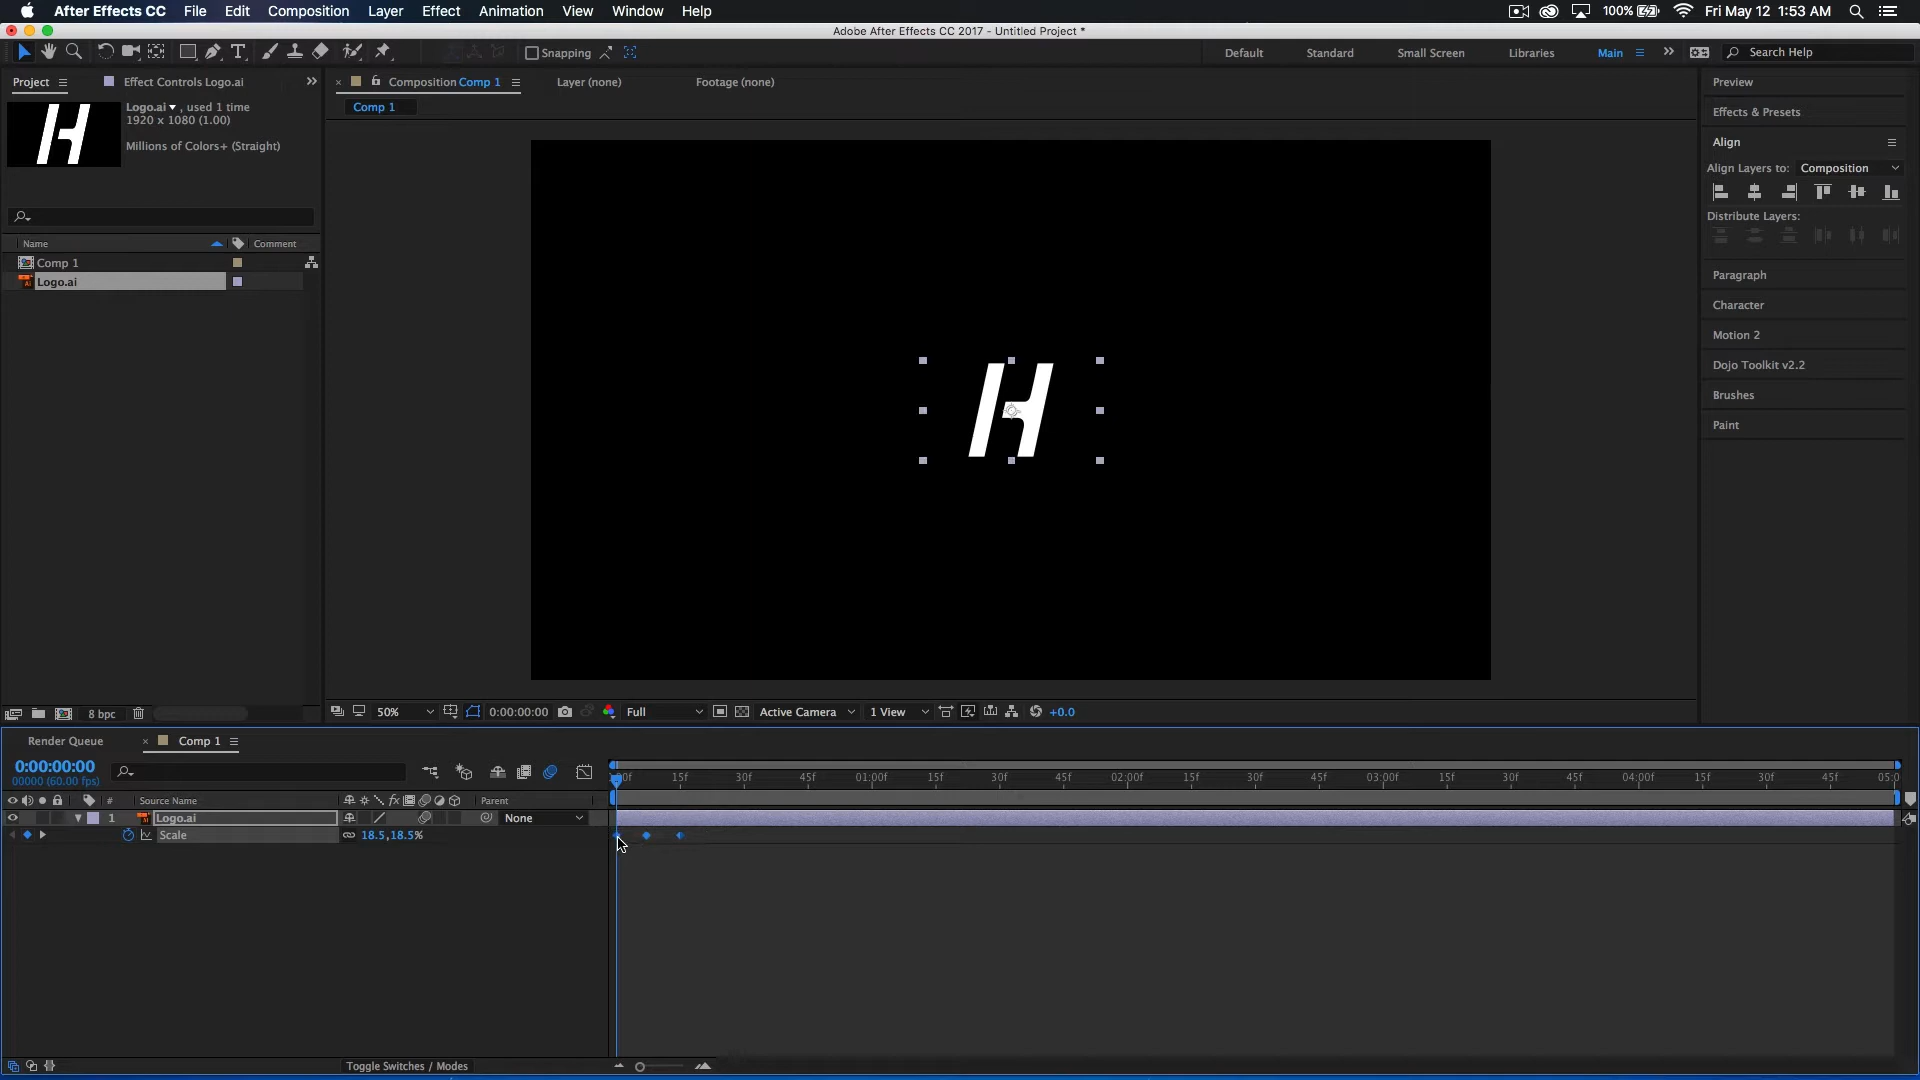 After Effects CC File Edit Composition Layer Effect Animation View Window Help 100% Fri May 12 1:53 AM
Adobe After Effects CC 2017 - Untitled Project *
Snapping Default Standard Small Screen Libraries Main Search Help
Project Effect Controls Logo.ai Composition Comp 1 Layer (none) Footage (none) Preview
Logo.ai , used 1 time
1920 x 1080 (1.00)
Comp 1
Effects & Presets
Millions of Colors+ (Straight)
Align
Align Layers to: Composition
Distribute Layers:
Name Comment
Comp 1
Logo.ai
Paragraph
Character
Motion 2
Dojo Toolkit v2.2
Brushes
Paint
H
8 bpc 50% 0:00:00:00 Full Active Camera 1 View +0.0
Render Queue Comp 1
0:00:00:00
00000 (60.00 fps)
15f 30f 45f 01:00f 15f 30f 45f 02:00f 15f 30f 45f 03:00f 15f 30f 45f 04:00f 15f 30f 45f 05:0
# Source Name fx Parent
1 Logo.ai None
Scale 18.5,18.5%
Toggle Switches / Modes